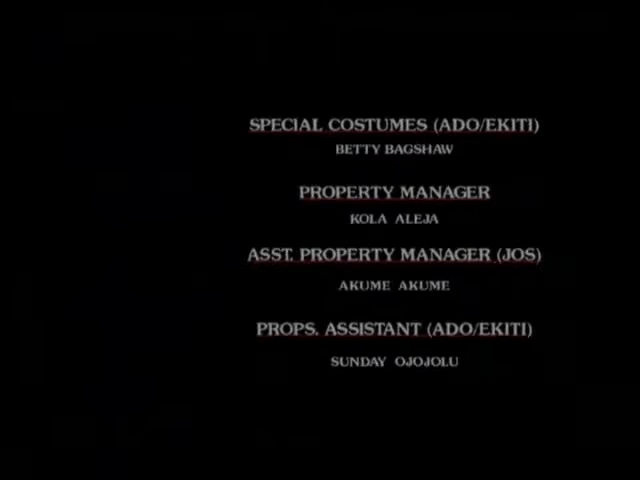 SPECIAL COSTUMES (ADO/EKITI)
BETTY BAGSHAW
PROPERTY MANAGER
KOLA ALEJA
ASST. PROPERTY MANAGER (JOS)
AKUME AKUME
PROPS. ASSISTANT (ADO/EKITI)
SUNDAY OJOJOLU